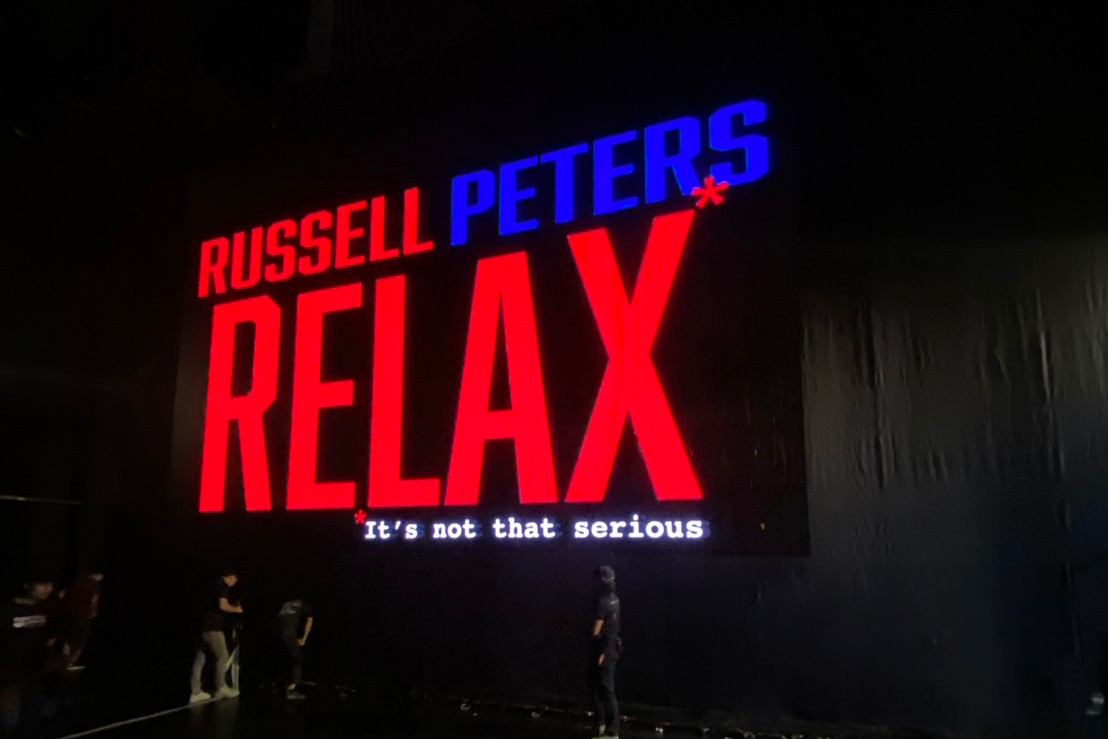 RUSSELL PETERS
RELAX*
*It's not that serious